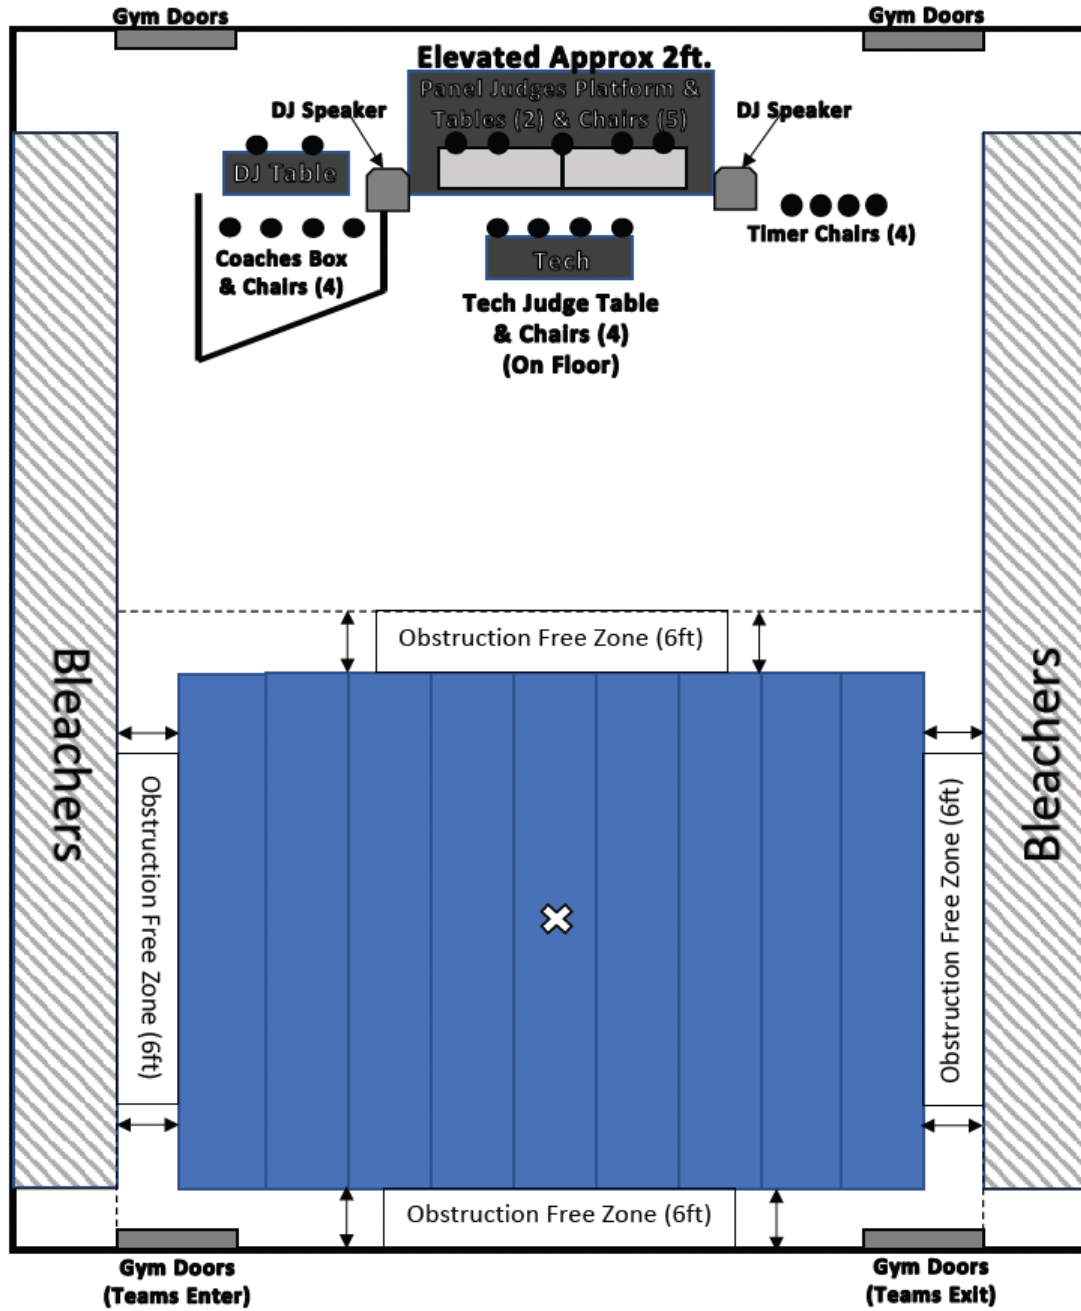 Gym Doors
Gym Doors
Elevated Approx 2ft.
Panel Judges Platform &
Tables (2) & Chairs (5)
DJ Speaker
DJ Speaker
DJ Table
Coaches Box
& Chairs (4)
Timer Chairs (4)
Tech
Tech Judge Table
& Chairs (4)
(On Floor)
Obstruction Free Zone (6ft)
Bleachers
Bleachers
Obstruction Free Zone (6ft)
Obstruction Free Zone (6ft)
Obstruction Free Zone (6ft)
Gym Doors
(Teams Enter)
Gym Doors
(Teams Exit)